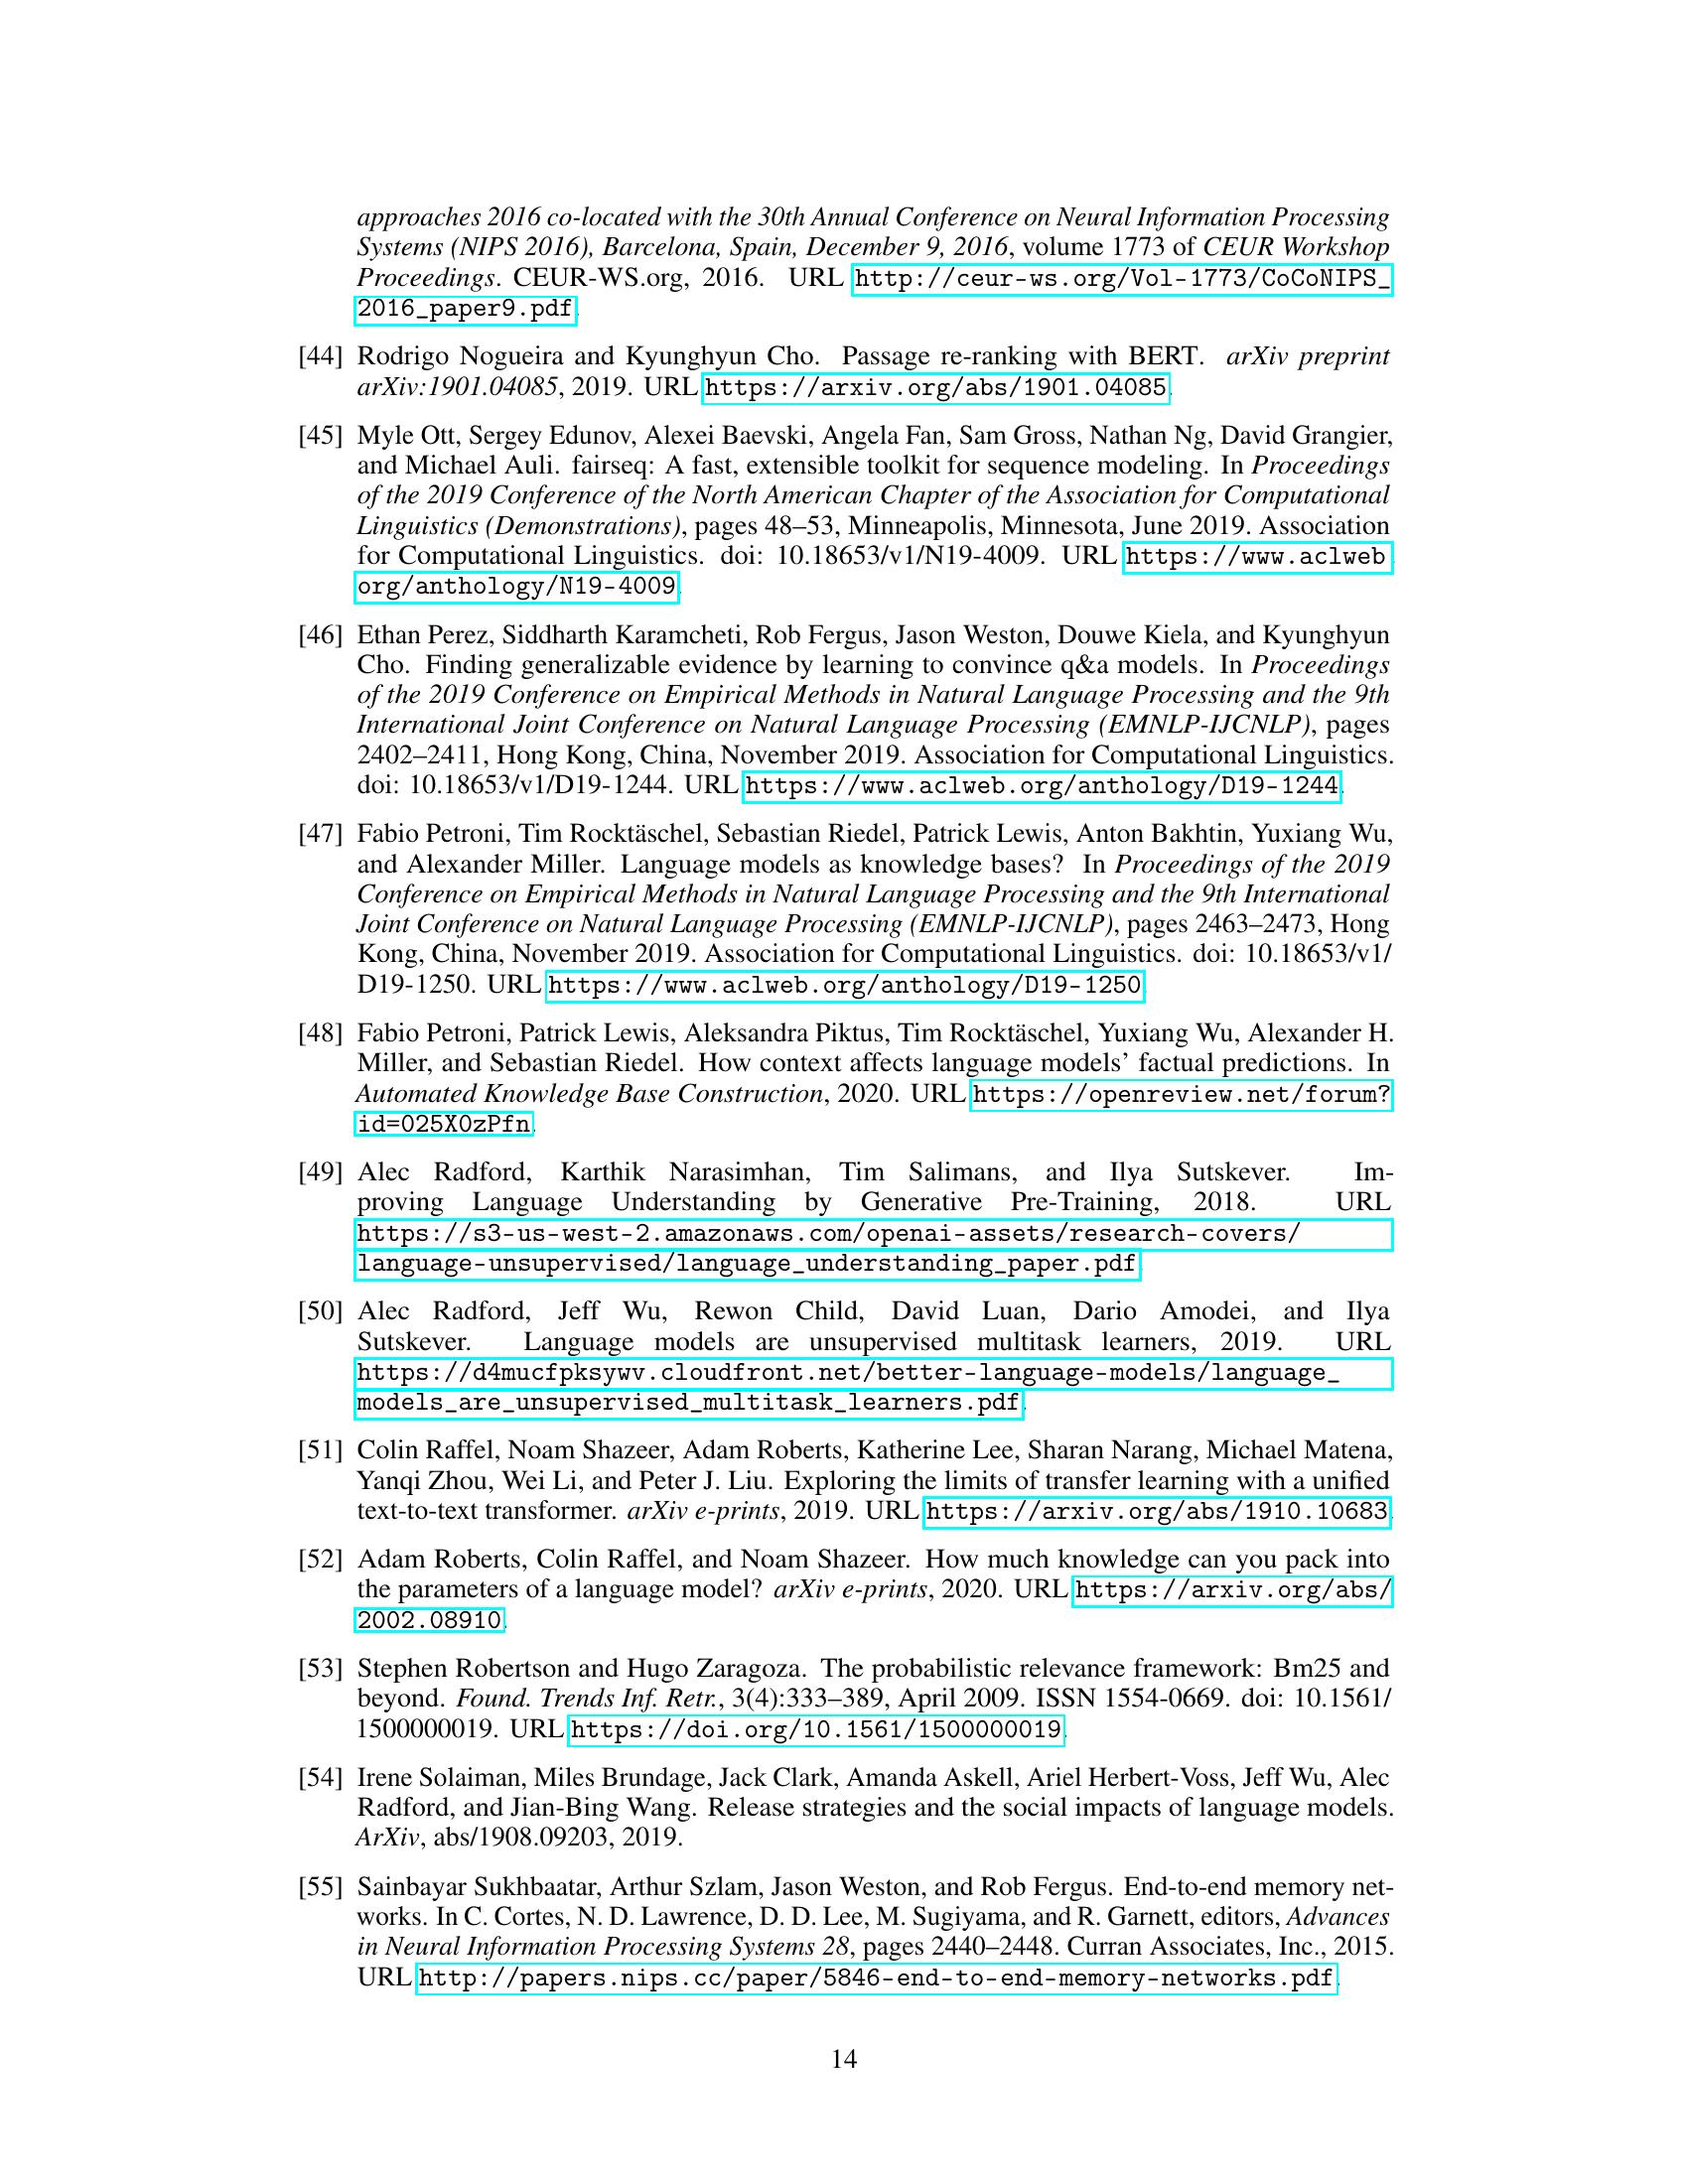 approaches 2016 co-located with the 30th Annual Conference on Neural Information Processing
Systems (NIPS 2016), Barcelona, Spain, December 9, 2016, volume 1773 of CEUR Workshop
Proceedings. CEUR-WS.org, 2016. URL http://ceur-ws.org/Vol-1773/CoCoNIPS_
2016_paper9.pdf.
[44] Rodrigo Nogueira and Kyunghyun Cho. Passage re-ranking with BERT. arXiv preprint
arXiv:1901.04085, 2019. URL https://arxiv.org/abs/1901.04085.
[45] Myle Ott, Sergey Edunov, Alexei Baevski, Angela Fan, Sam Gross, Nathan Ng, David Grangier,
and Michael Auli. fairseq: A fast, extensible toolkit for sequence modeling. In Proceedings
of the 2019 Conference of the North American Chapter of the Association for Computational
Linguistics (Demonstrations), pages 48–53, Minneapolis, Minnesota, June 2019. Association
for Computational Linguistics. doi: 10.18653/v1/N19-4009. URL https://www.aclweb.
org/anthology/N19-4009.
[46] Ethan Perez, Siddharth Karamcheti, Rob Fergus, Jason Weston, Douwe Kiela, and Kyunghyun
Cho. Finding generalizable evidence by learning to convince q&a models. In Proceedings
of the 2019 Conference on Empirical Methods in Natural Language Processing and the 9th
International Joint Conference on Natural Language Processing (EMNLP-IJCNLP), pages
2402–2411, Hong Kong, China, November 2019. Association for Computational Linguistics.
doi: 10.18653/v1/D19-1244. URL https://www.aclweb.org/anthology/D19-1244.
[47] Fabio Petroni, Tim Rocktäschel, Sebastian Riedel, Patrick Lewis, Anton Bakhtin, Yuxiang Wu,
and Alexander Miller. Language models as knowledge bases? In Proceedings of the 2019
Conference on Empirical Methods in Natural Language Processing and the 9th International
Joint Conference on Natural Language Processing (EMNLP-IJCNLP), pages 2463–2473, Hong
Kong, China, November 2019. Association for Computational Linguistics. doi: 10.18653/v1/
D19-1250. URL https://www.aclweb.org/anthology/D19-1250.
[48] Fabio Petroni, Patrick Lewis, Aleksandra Piktus, Tim Rocktäschel, Yuxiang Wu, Alexander H.
Miller, and Sebastian Riedel. How context affects language models' factual predictions. In
Automated Knowledge Base Construction, 2020. URL https://openreview.net/forum?
id=025X0zPfn.
[49] Alec Radford, Karthik Narasimhan, Tim Salimans, and Ilya Sutskever. Im-
proving Language Understanding by Generative Pre-Training, 2018. URL
https://s3-us-west-2.amazonaws.com/openai-assets/research-covers/
language-unsupervised/language_understanding_paper.pdf.
[50] Alec Radford, Jeff Wu, Rewon Child, David Luan, Dario Amodei, and Ilya
Sutskever. Language models are unsupervised multitask learners, 2019. URL
https://d4mucfpksywv.cloudfront.net/better-language-models/language_
models_are_unsupervised_multitask_learners.pdf.
[51] Colin Raffel, Noam Shazeer, Adam Roberts, Katherine Lee, Sharan Narang, Michael Matena,
Yanqi Zhou, Wei Li, and Peter J. Liu. Exploring the limits of transfer learning with a unified
text-to-text transformer. arXiv e-prints, 2019. URL https://arxiv.org/abs/1910.10683.
[52] Adam Roberts, Colin Raffel, and Noam Shazeer. How much knowledge can you pack into
the parameters of a language model? arXiv e-prints, 2020. URL https://arxiv.org/abs/
2002.08910.
[53] Stephen Robertson and Hugo Zaragoza. The probabilistic relevance framework: Bm25 and
beyond. Found. Trends Inf. Retr., 3(4):333–389, April 2009. ISSN 1554-0669. doi: 10.1561/
1500000019. URL https://doi.org/10.1561/1500000019.
[54] Irene Solaiman, Miles Brundage, Jack Clark, Amanda Askell, Ariel Herbert-Voss, Jeff Wu, Alec
Radford, and Jian-Bing Wang. Release strategies and the social impacts of language models.
ArXiv, abs/1908.09203, 2019.
[55] Sainbayar Sukhbaatar, Arthur Szlam, Jason Weston, and Rob Fergus. End-to-end memory net-
works. In C. Cortes, N. D. Lawrence, D. D. Lee, M. Sugiyama, and R. Garnett, editors, Advances
in Neural Information Processing Systems 28, pages 2440–2448. Curran Associates, Inc., 2015.
URL http://papers.nips.cc/paper/5846-end-to-end-memory-networks.pdf.
14